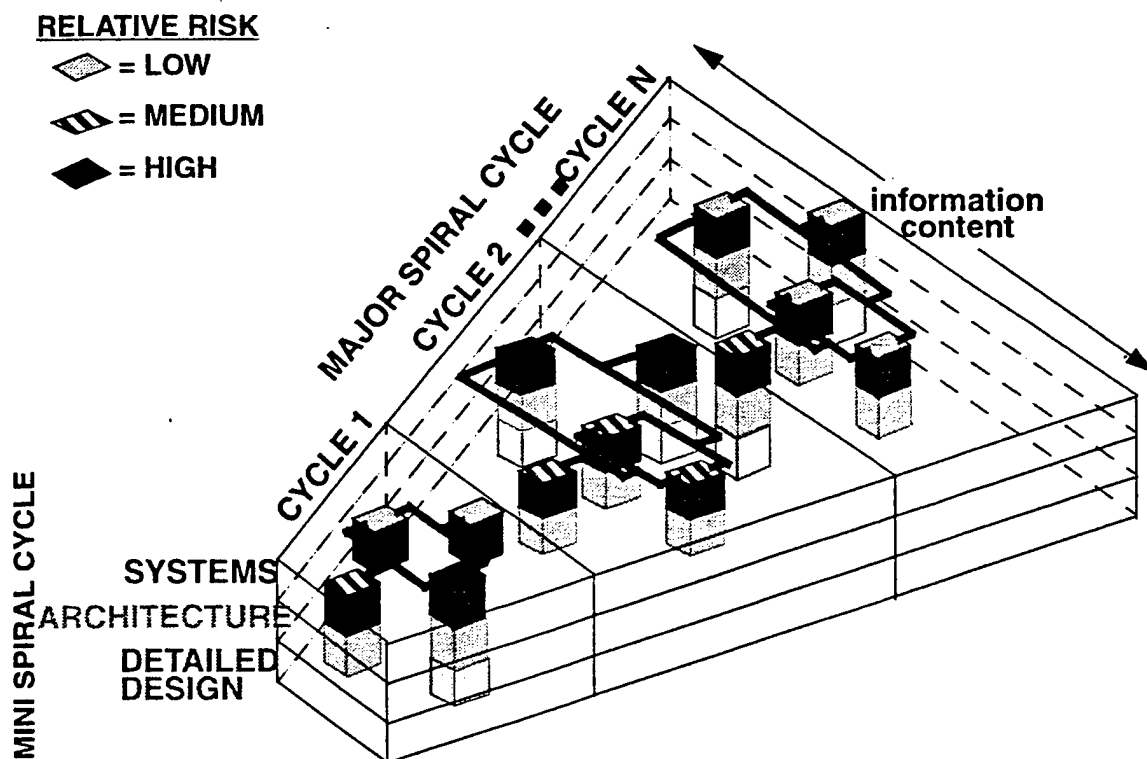 RELATIVE RISK
= LOW
= MEDIUM
= HIGH
MAJOR SPIRAL CYCLE
CYCLE 1
CYCLE 2
CYCLE N
information
content
MINI SPIRAL CYCLE
SYSTEMS
ARCHITECTURE
DETAILED
DESIGN